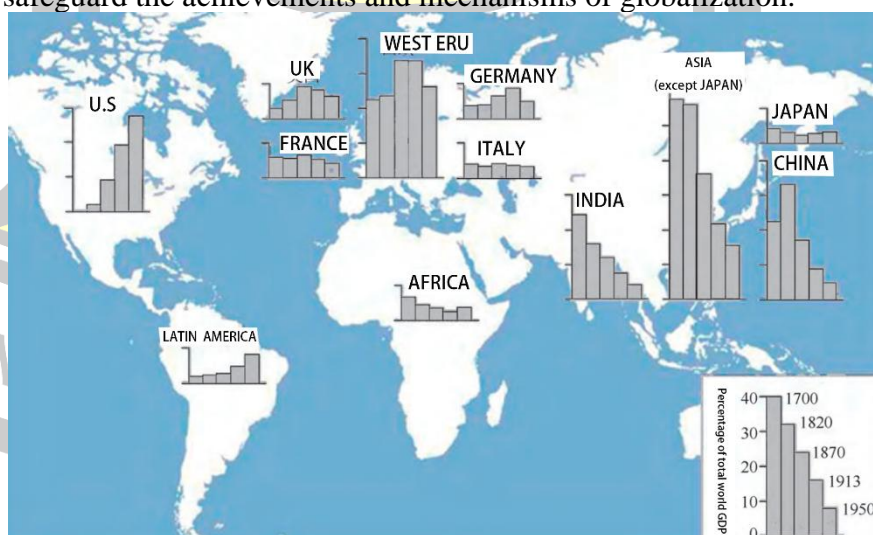 safeguard the achievements and mechanisms of globalization.
WEST ERU
UK
GERMANY
ASIA
(except JAPAN)
U.S
JAPAN
FRANCE
ITALY
CHINA
INDIA
AFRICA
LATIN AMERICA
Percentage of total world GDP
40
30
20
10
0
1700
1820
1870
1913
1950